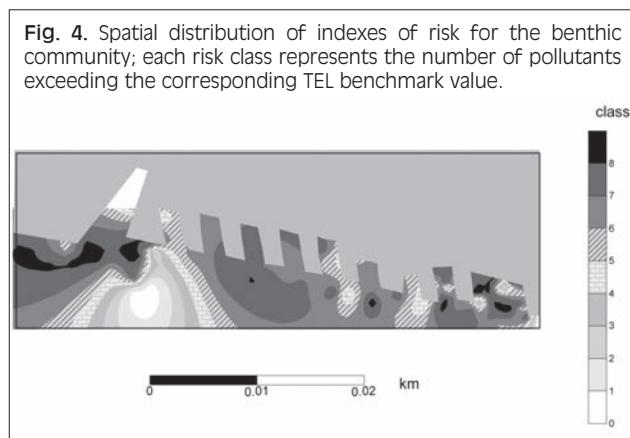 Fig. 4. Spatial distribution of indexes of risk for the benthic
community; each risk class represents the number of pollutants
exceeding the corresponding TEL benchmark value.
class
8
7
6
5
4
3
2
1
0
0 0.01 0.02 km